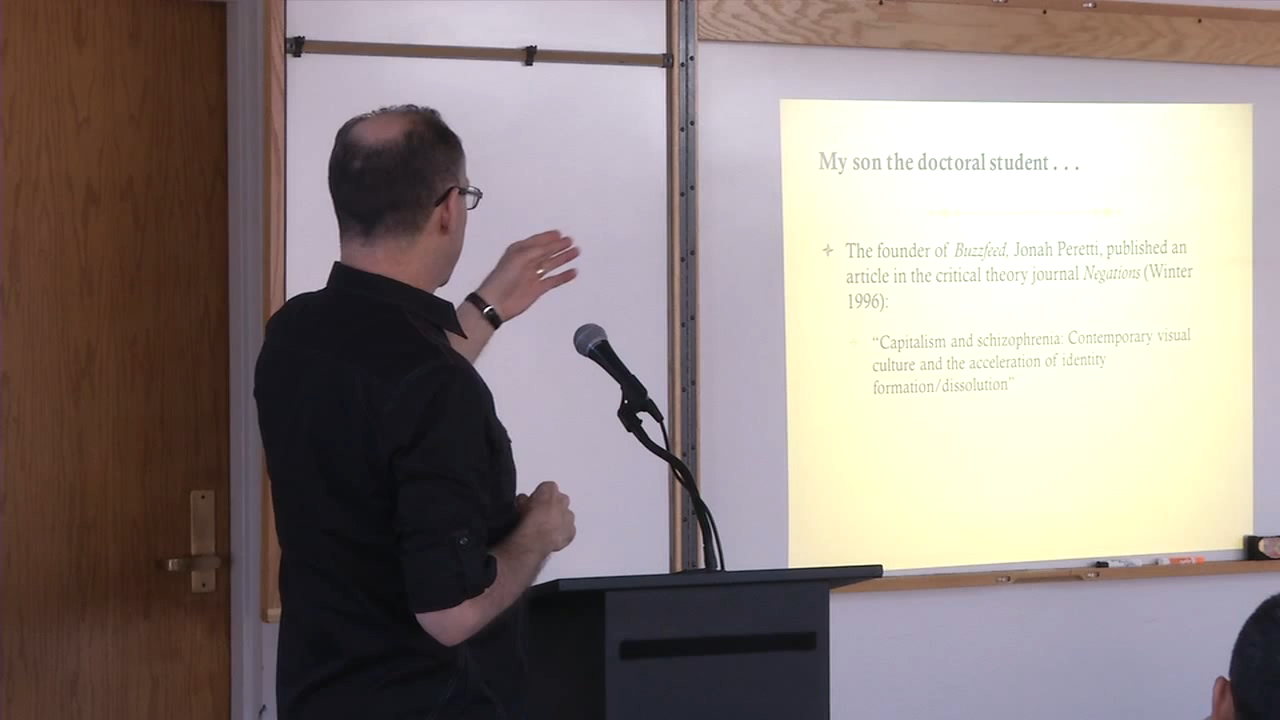 My son the doctoral student . . .
The founder of Buzzfeed, Jonah Peretti, published an
article in the critical theory journal Negations (Winter
1996):
“Capitalism and schizophrenia: Contemporary visual
culture and the acceleration of identity
formation/dissolution”